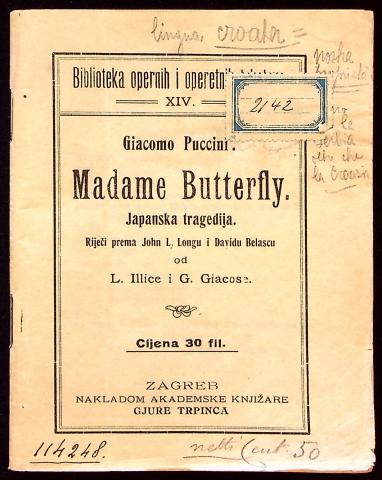 lingua croata =
Biblioteka opernih i operetnih
XIV.
2142
Giacomo Puccini.
Madame Butterfly.
Japanska tragedija.
Riječi prema John L. Longu i Davidu Belascu
od
L. Illice i G. Giacose.
Cijena 30 fil.
ZAGREB
NAKLADOM AKADEMSKE KNJIŽARE
GJURE TRPINCA
114248.
netti Cent. 50